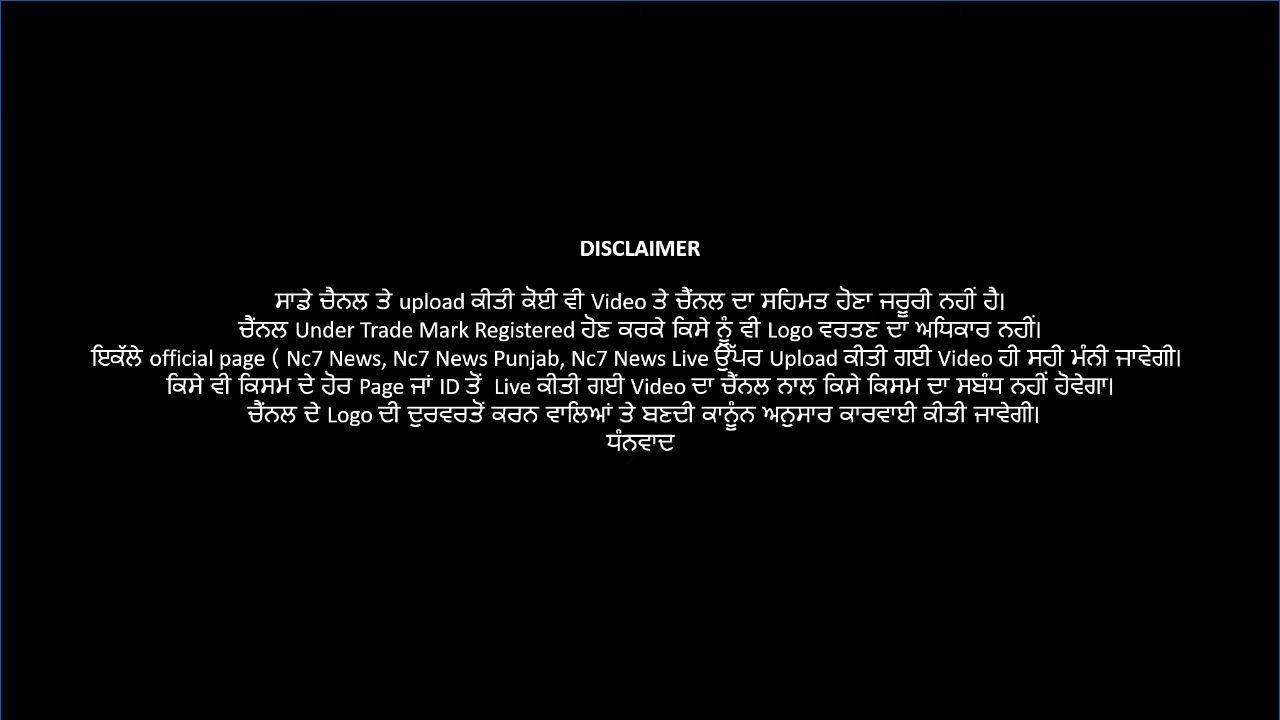 DISCLAIMER
ਸਾਡੇ ਚੈਨਲ ਤੇ upload ਕੀਤੀ ਕੋਈ ਵੀ Video ਤੇ ਚੈਂਨਲ ਦਾ ਸਹਿਮਤ ਹੋਣਾ ਜਰੂਰੀ ਨਹੀਂ ਹੈ।
ਚੈਂਨਲ Under Trade Mark Registered ਹੋਣ ਕਰਕੇ ਕਿਸੇ ਨੂੰ ਵੀ Logo ਵਰਤਣ ਦਾ ਅਧਿਕਾਰ ਨਹੀਂ।
ਇਕੱਲੇ official page ( Nc7 News, Nc7 News Punjab, Nc7 News Live ਉੱਪਰ Upload ਕੀਤੀ ਗਈ Video ਹੀ ਸਹੀ ਮੰਨੀ ਜਾਵੇਗੀ।
ਕਿਸੇ ਵੀ ਕਿਸਮ ਦੇ ਹੋਰ Page ਜਾਂ ID ਤੋਂ Live ਕੀਤੀ ਗਈ Video ਦਾ ਚੈਂਨਲ ਨਾਲ ਕਿਸੇ ਕਿਸਮ ਦਾ ਸਬੰਧ ਨਹੀਂ ਹੋਵੇਗਾ।
ਚੈਂਨਲ ਦੇ Logo ਦੀ ਦੁਰਵਰਤੋਂ ਕਰਨ ਵਾਲਿਆਂ ਤੇ ਬਣਦੀ ਕਾਨੂੰਨ ਅਨੁਸਾਰ ਕਾਰਵਾਈ ਕੀਤੀ ਜਾਵੇਗੀ।
ਧੰਨਵਾਦ